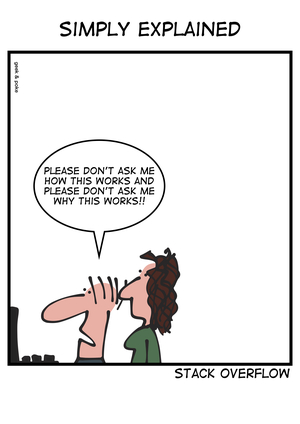 SIMPLY EXPLAINED
geek & poke
PLEASE DON'T ASK ME
HOW THIS WORKS AND
PLEASE DON'T ASK ME
WHY THIS WORKS!!
STACK OVERFLOW